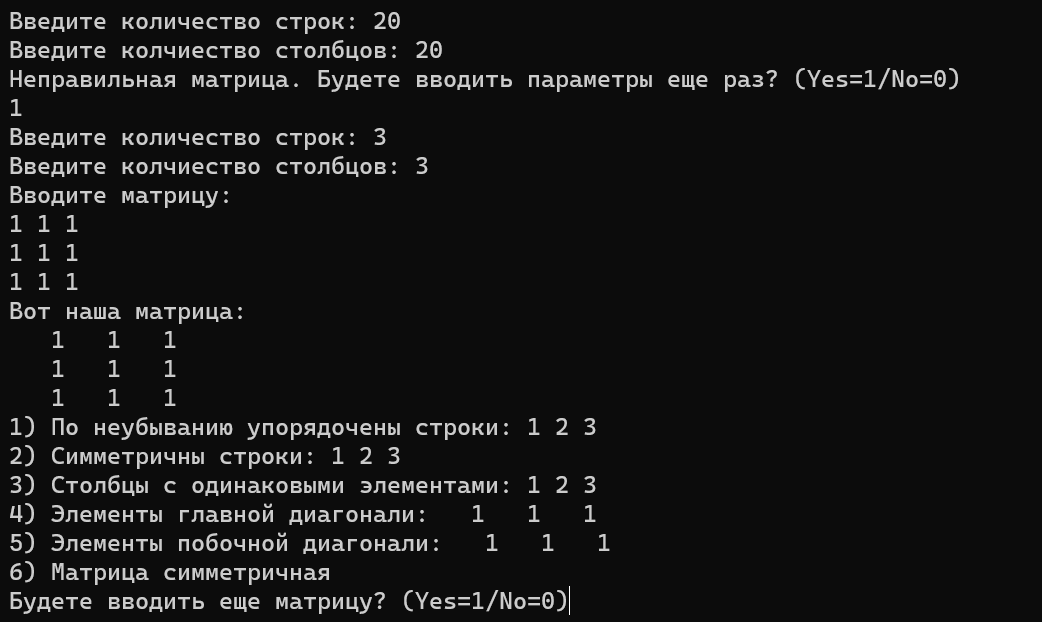 Введите количество строк: 20
Введите колчиество столбцов: 20
Неправильная матрица. Будете вводить параметры еще раз? (Yes=1/No=0)
1
Введите количество строк: 3
Введите колчиество столбцов: 3
Вводите матрицу:
1 1 1
1 1 1
1 1 1
Вот наша матрица:
1 1 1
1 1 1
1 1 1
1) По неубыванию упорядочены строки: 1 2 3
2) Симметричны строки: 1 2 3
3) Столбцы с одинаковыми элементами: 1 2 3
4) Элементы главной диагонали: 1 1 1
5) Элементы побочной диагонали: 1 1 1
6) Матрица симметричная
Будете вводить еще матрицу? (Yes=1/No=0)